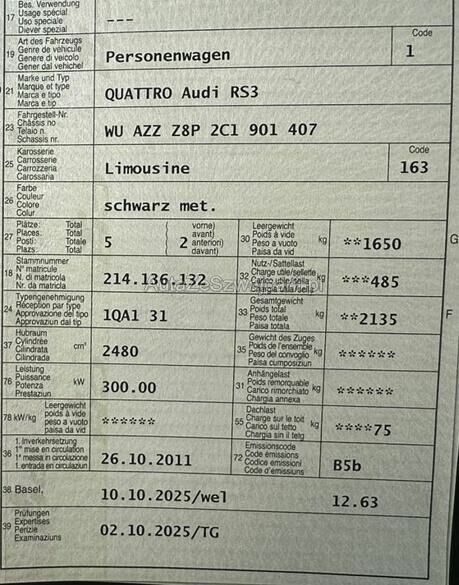 Bes. Verwendung
17 Usage spécial
Uso speciale
Diever spezial
---
19 Art des Fahrzeugs
Genre de véhicule
Genere di veicolo
Gener dal vehichel
Personenwagen
Code
1
21 Marke und Typ
Marque et type
Marca e tipo
Marca e tip
QUATTRO Audi RS3
23 Fahrgestell-Nr.
Châssis no
Telaio n.
Schassis nr.
WU AZZ Z8P 2C1 901 407
25 Karosserie
Carrosserie
Carrozzeria
Carossaria
Limousine
Code
163
26 Farbe
Couleur
Colore
Colur
schwarz met.
27 Plätze: Total
Places: Total
Posti: Totale
Plazs: Total
5
vorne)
avant)
anteriori)
davant)
2
30 Leergewicht
Poids à vide
Peso a vuoto
Paisa da vid
kg
**1650
G
18 Stammnummer
N° matricule
N. di matricola
Nr. da matricla
214.136.132
32 Nutz-/Sattellast
Charge utile/sellette
Carico utile/sella
Chargia utila/sella
kg
***485
24 Typengenehmigung
Réception par type
Approvazione del tipo
Approvaziun dal tip
1QA1 31
33 Gesamtgewicht
Poids total
Peso totale
Paisa totala
kg
**2135
F
37 Hubraum
Cylindrée
Cilindrata
Cilindrada
cm³
2480
35 Gewicht des Zuges
Poids de l'ensemble
Peso del convoglio
Paisa cumposiziun
kg
******
76 Leistung
Puissance
Potenza
Prestaziun
kW
300.00
31 Anhängelast
Poids remorquable
Carico rimorchiato
Chargia annexa
kg
******
78 kW/kg
Leergewicht
poids à vide
peso a vuoto
paisa da vid
******
55 Dachlast
Charge sur le toit
Carico sul tetto
Chargia sin il tetg
kg
****75
36 1. Inverkehrsetzung
1re mise en circulation
1a messa in circolazione
1. entrada en circulaziun
26.10.2011
72 Emissionscode
Code émissions
Codice emissioni
Code d'emissiuns
B5b
38 Basel,
10.10.2025/wel
12.63
39 Prüfungen
Expertises
Perizie
Examinaziuns
02.10.2025/TG